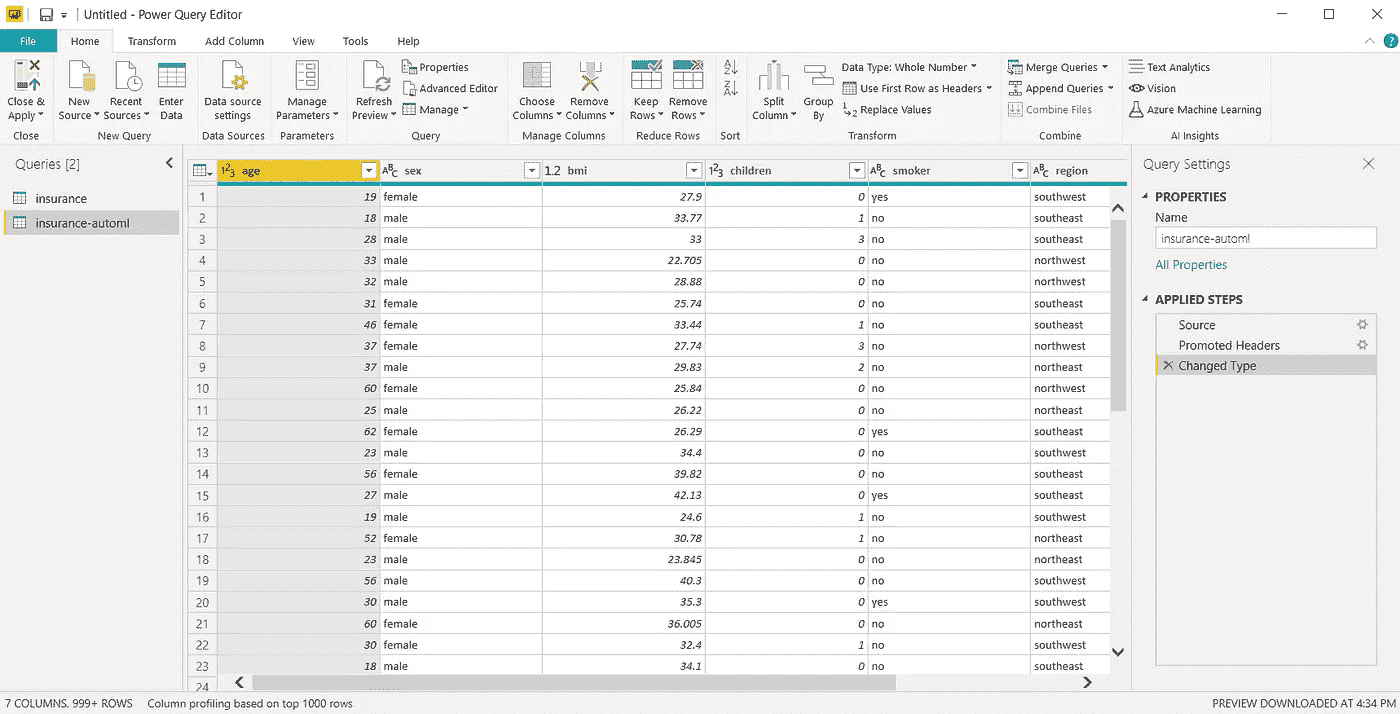 Untitled - Power Query Editor
File Home Transform Add Column View Tools Help
Close & Apply
New Source
Recent Sources
Enter Data
Data source settings
Manage Parameters
Refresh Preview
Properties
Advanced Editor
Manage
Choose Columns
Remove Columns
Keep Rows
Remove Rows
Split Column
Group By
Data Type: Whole Number
Use First Row as Headers
Replace Values
Merge Queries
Append Queries
Combine Files
Text Analytics
Vision
Azure Machine Learning
Close New Query Data Sources Parameters Query Manage Columns Reduce Rows Sort Transform Combine AI Insights
Queries [2]
insurance
insurance-automl
123 age ABC sex 1.2 bmi 123 children ABC smoker ABC region
1 19 female 27.9 0 yes southwest
2 18 male 33.77 1 no southeast
3 28 male 33 3 no southeast
4 33 male 22.705 0 no northwest
5 32 male 28.88 0 no northwest
6 31 female 25.74 0 no southeast
7 46 female 33.44 1 no southeast
8 37 female 27.74 3 no northwest
9 37 male 29.83 2 no northeast
10 60 female 25.84 0 no northwest
11 25 male 26.22 0 no northeast
12 62 female 26.29 0 yes southeast
13 23 male 34.4 0 no southwest
14 56 female 39.82 0 no southeast
15 27 male 42.13 0 yes southeast
16 19 male 24.6 1 no southwest
17 52 female 30.78 1 no northeast
18 23 male 23.845 0 no northeast
19 56 male 40.3 0 no southwest
20 30 male 35.3 0 yes southwest
21 60 female 36.005 0 no northeast
22 30 female 32.4 1 no southwest
23 18 male 34.1 0 no southeast
24
Query Settings
PROPERTIES
Name
insurance-automl
All Properties
APPLIED STEPS
Source
Promoted Headers
Changed Type
7 COLUMNS, 999+ ROWS Column profiling based on top 1000 rows
PREVIEW DOWNLOADED AT 4:34 PM